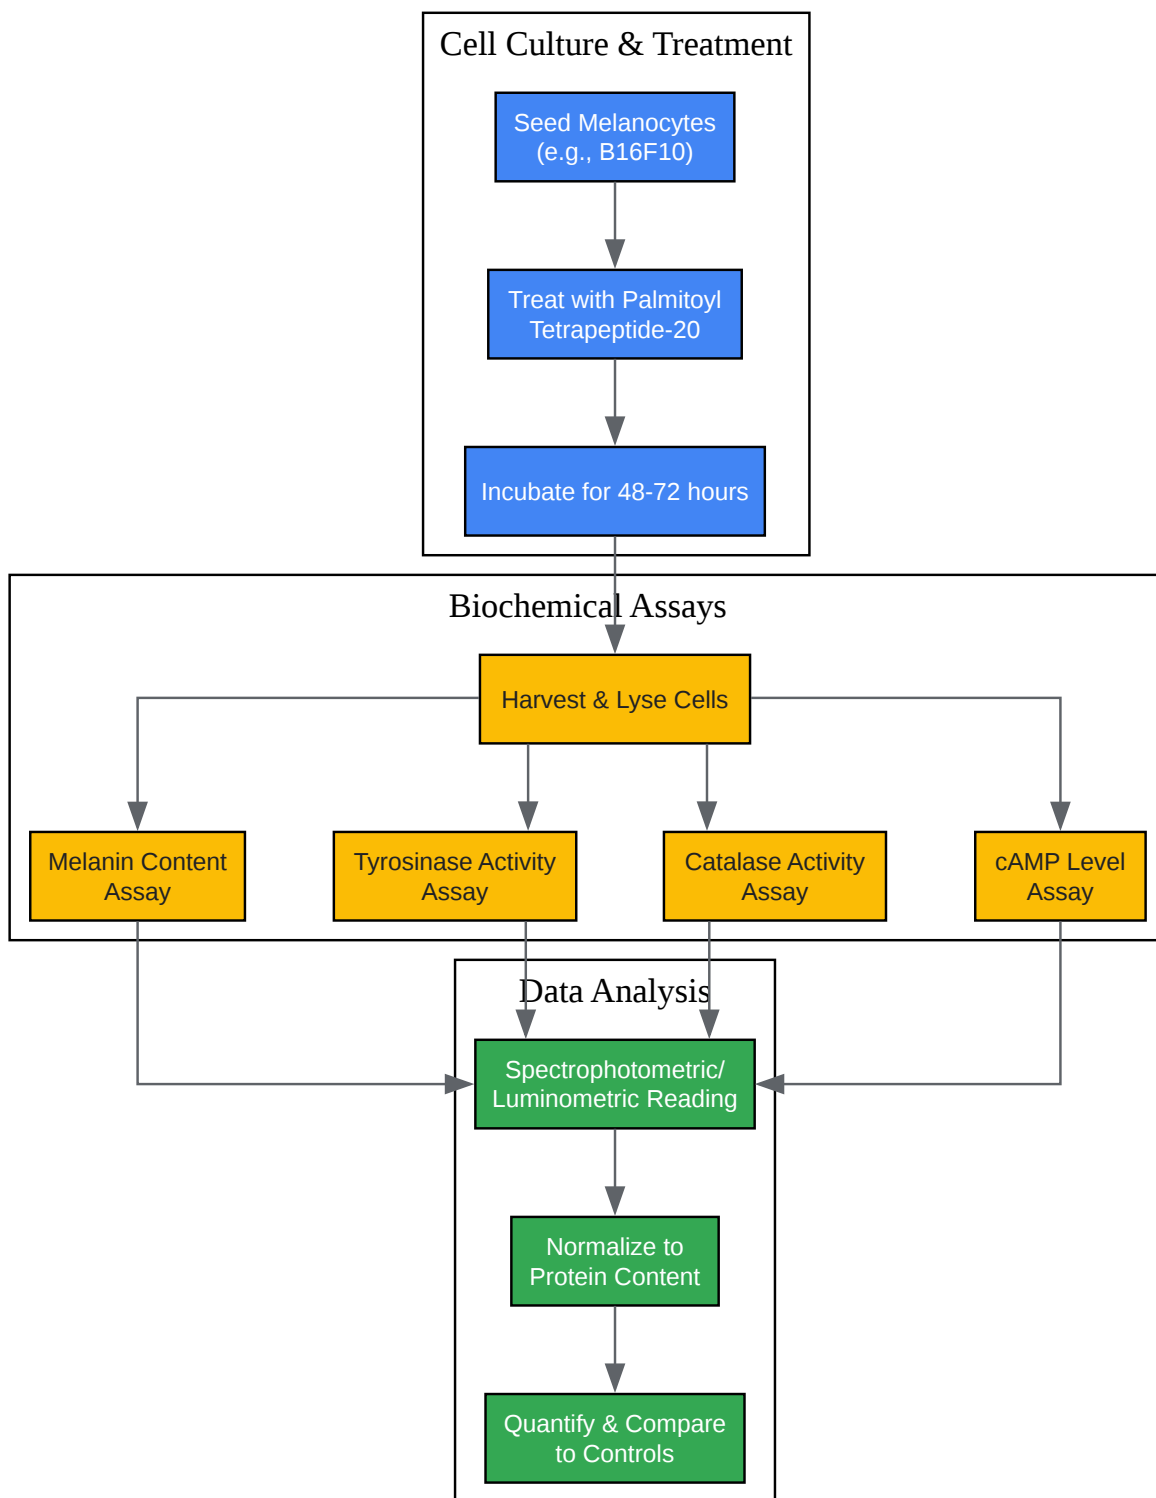 Cell Culture & Treatment
Seed Melanocytes
(e.g., B16F10)
Treat with Palmitoyl
Tetrapeptide-20
Incubate for 48-72 hours
Biochemical Assays
Harvest & Lyse Cells
Melanin Content
Assay
Tyrosinase Activity
Assay
Catalase Activity
Assay
cAMP Level
Assay
Data Analysis
Spectrophotometric/
Luminometric Reading
Normalize to
Protein Content
Quantify & Compare
to Controls